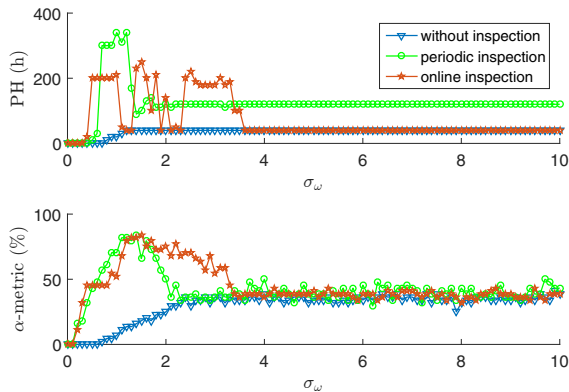 400
200
0
PH (h)
without inspection
periodic inspection
online inspection
0 2 4 6 8 10
σ_ω
100
50
0
α-metric (%)
0 2 4 6 8 10
σ_ω